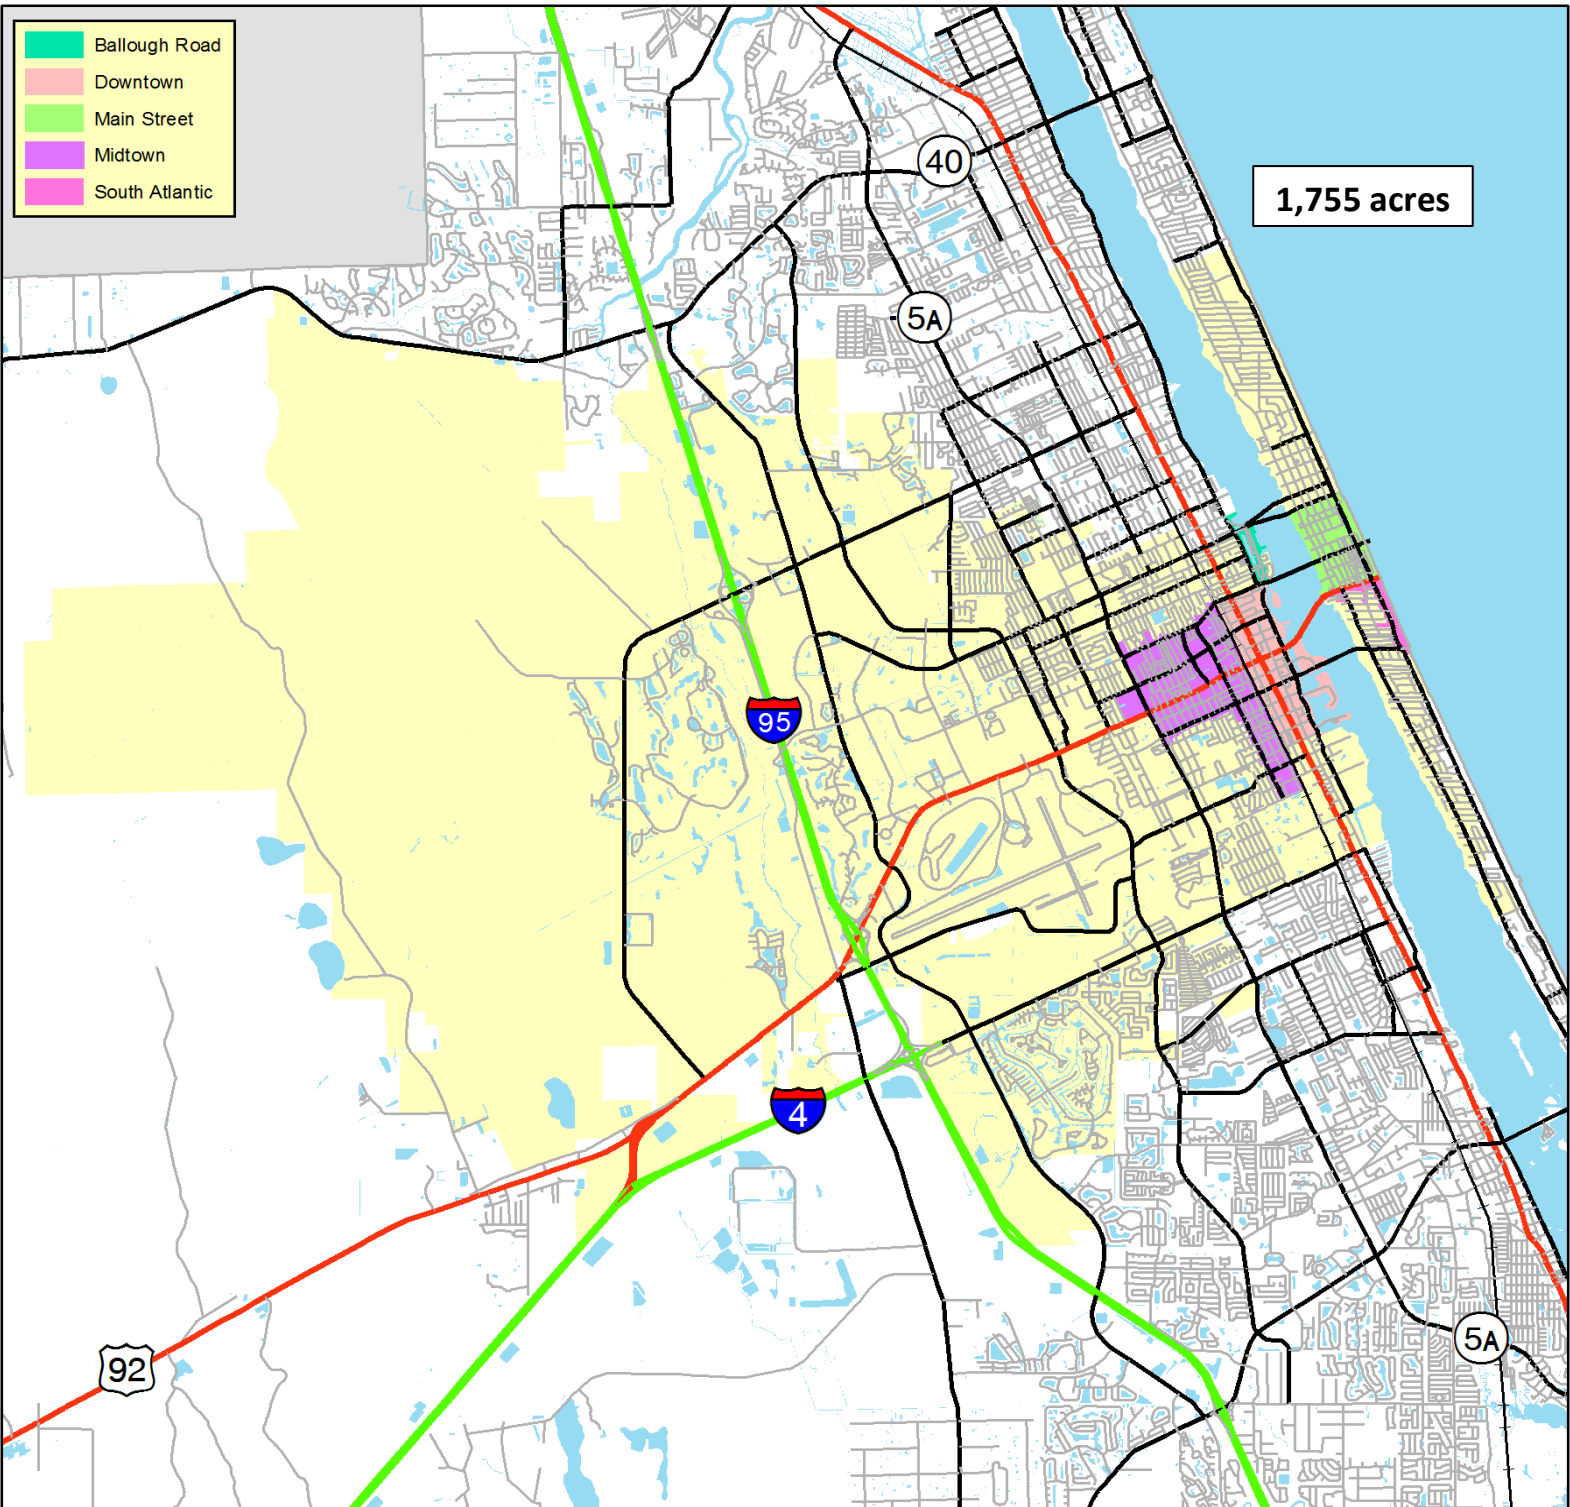 Ballough Road
Downtown
Main Street
Midtown
South Atlantic
40
1,755 acres
5A
95
4
92
5A